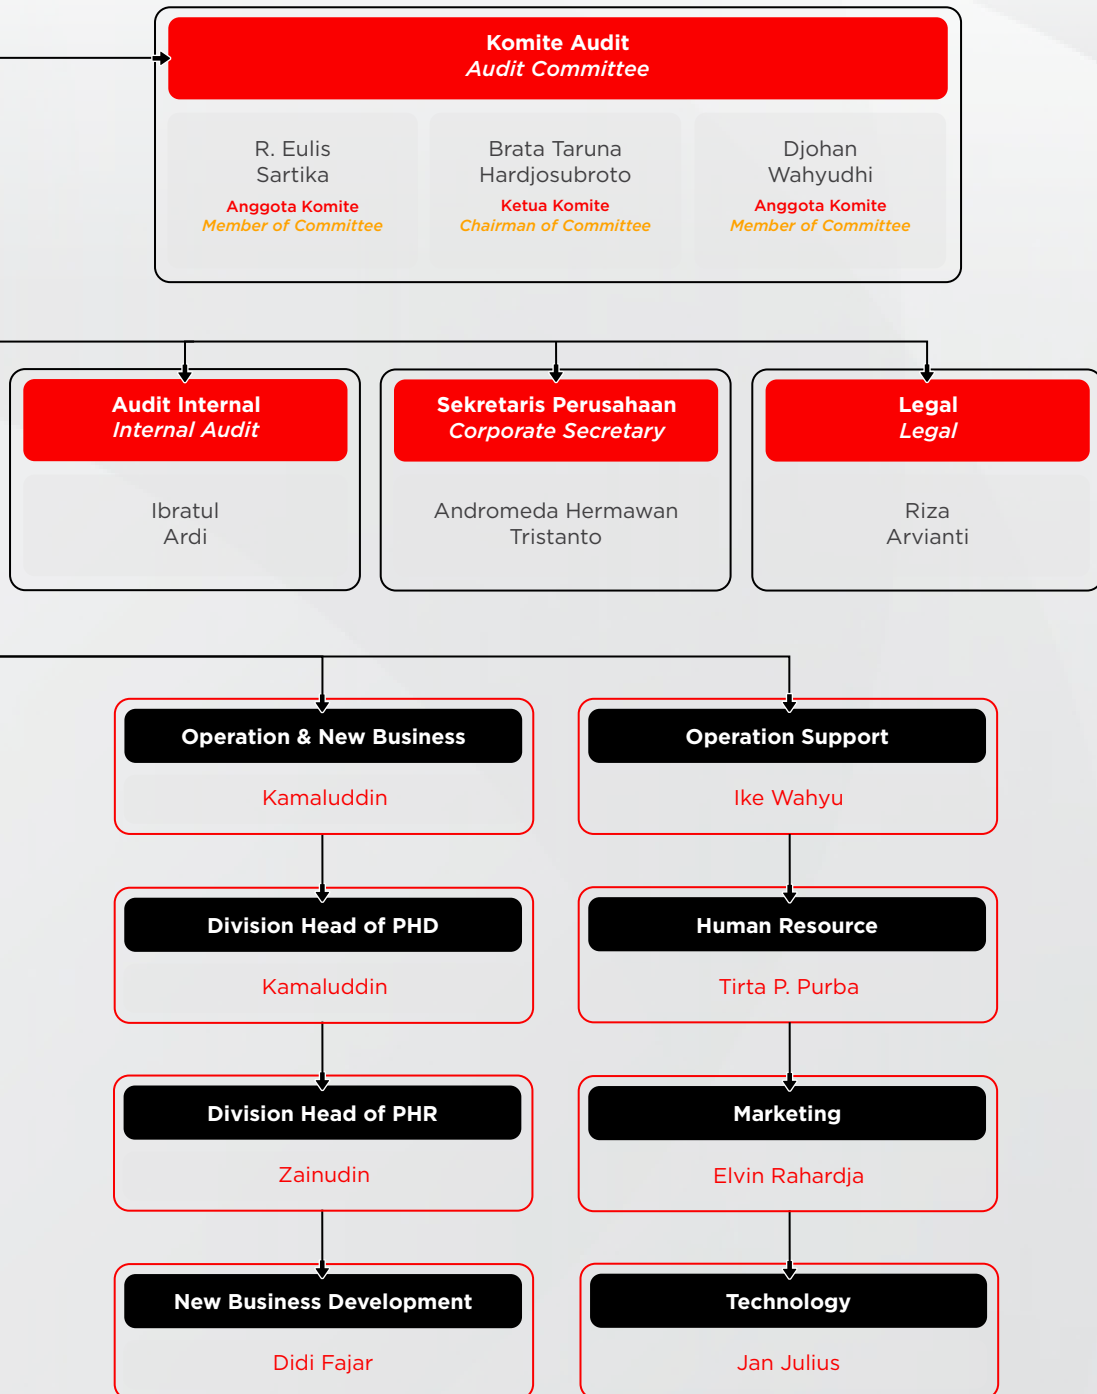 Komite Audit
Audit Committee
R. Eulis
Sartika
Anggota Komite
Member of Committee
Brata Taruna
Hardjosubroto
Ketua Komite
Chairman of Committee
Djohan
Wahyudhi
Anggota Komite
Member of Committee
Audit Internal
Internal Audit
Ibratul
Ardi
Sekretaris Perusahaan
Corporate Secretary
Andromeda Hermawan
Tristanto
Legal
Legal
Riza
Arvianti
Operation & New Business
Kamaluddin
Division Head of PHD
Kamaluddin
Division Head of PHR
Zainudin
New Business Development
Didi Fajar
Operation Support
Ike Wahyu
Human Resource
Tirta P. Purba
Marketing
Elvin Rahardja
Technology
Jan Julius